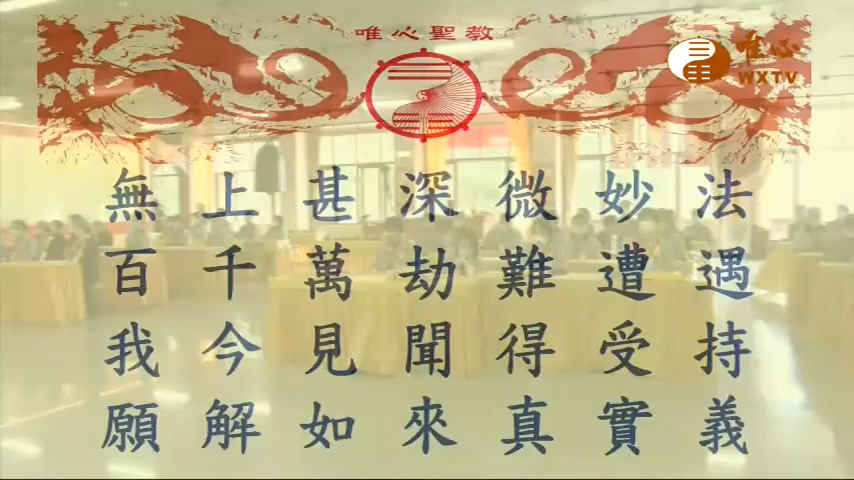 唯心聖教
唯心
WXTV
無上甚深微妙法
百千萬劫難遭遇
我今見聞得受持
願解如來真實義